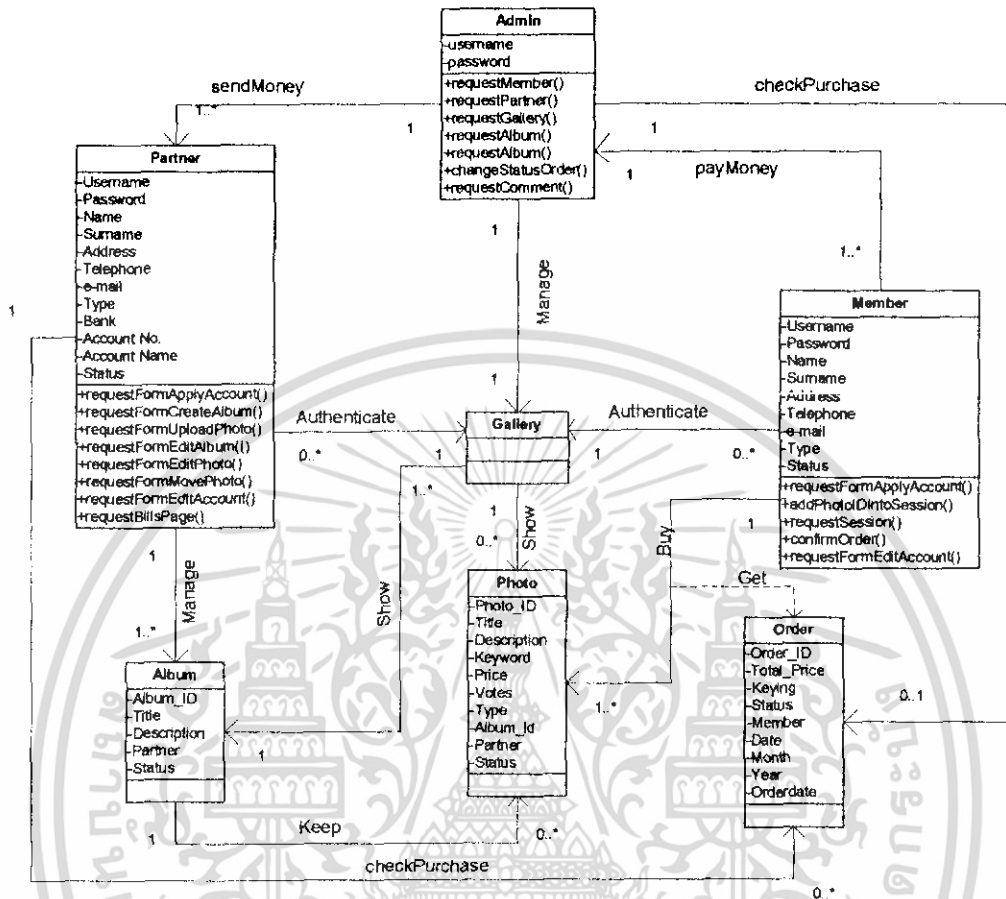 Admin
-username
-password
+requestMember()
+requestPartner()
+requestGallery()
+requestAlbum()
+requestAlbum()
+changeStatusOrder()
+requestComment()
sendMoney
1..*
1
checkPurchase
1
payMoney
1
1..*
Partner
-Username
-Password
-Name
-Surname
-Address
-Telephone
-e-mail
-Type
-Bank
-Account No.
-Account Name
-Status
+requestFormApplyAccount()
+requestFormCreateAlbum()
+requestFormUploadPhoto()
+requestFormEditAlbum(()
+requestFormEditPhoto()
+requestFormMovePhoto()
+requestFormEditAccount()
+requestBillsPage()
1
1
Manage
1
Member
-Username
-Password
-Name
-Surname
-Address
-Telephone
-e-mail
-Type
-Status
+requestFormApplyAccount()
+addPhotoIDintoSession()
+requestSession()
+confirmOrder()
+requestFormEditAccount()
Authenticate
0..*
1
Gallery
Authenticate
1
0..*
1..*
1
0..*
Show
Show
1
Buy
Get
1
Manage
1..*
Album
-Album_ID
-Title
-Description
-Partner
-Status
1
Photo
-Photo_ID
-Title
-Description
-Keyword
-Price
-Votes
-Type
-Album_Id
-Partner
-Status
1..*
Order
-Order_ID
-Total_Price
-Keying
-Status
-Member
-Date
-Month
-Year
-Orderdate
0..1
1
Keep
0..*
checkPurchase
0..*